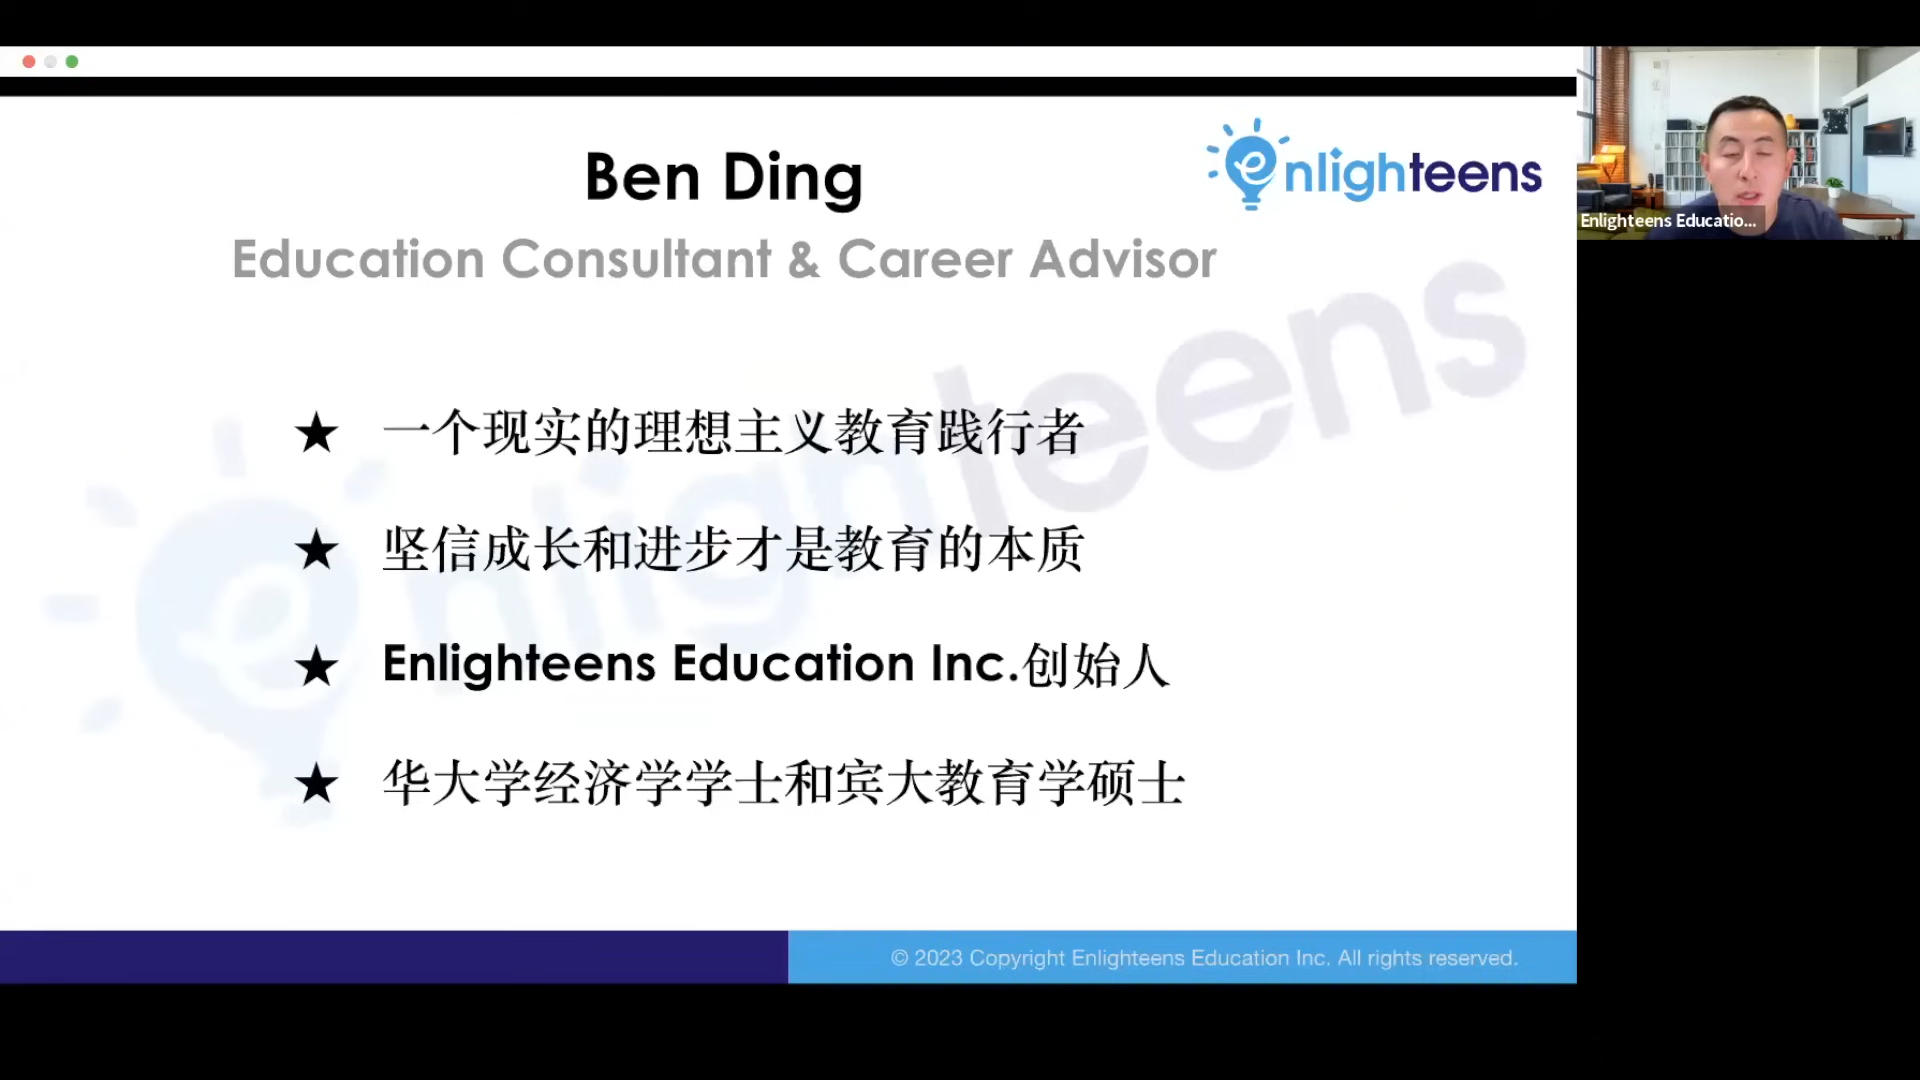 Ben Ding
enlighteens
Education Consultant & Career Advisor
★ 一个现实的理想主义教育践行者
★ 坚信成长和进步才是教育的本质
★ Enlighteens Education Inc.创始人
★ 华大学经济学学士和宾大教育学硕士
© 2023 Copyright Enlighteens Education Inc. All rights reserved.
Enlighteens Educatio...
enlighteens